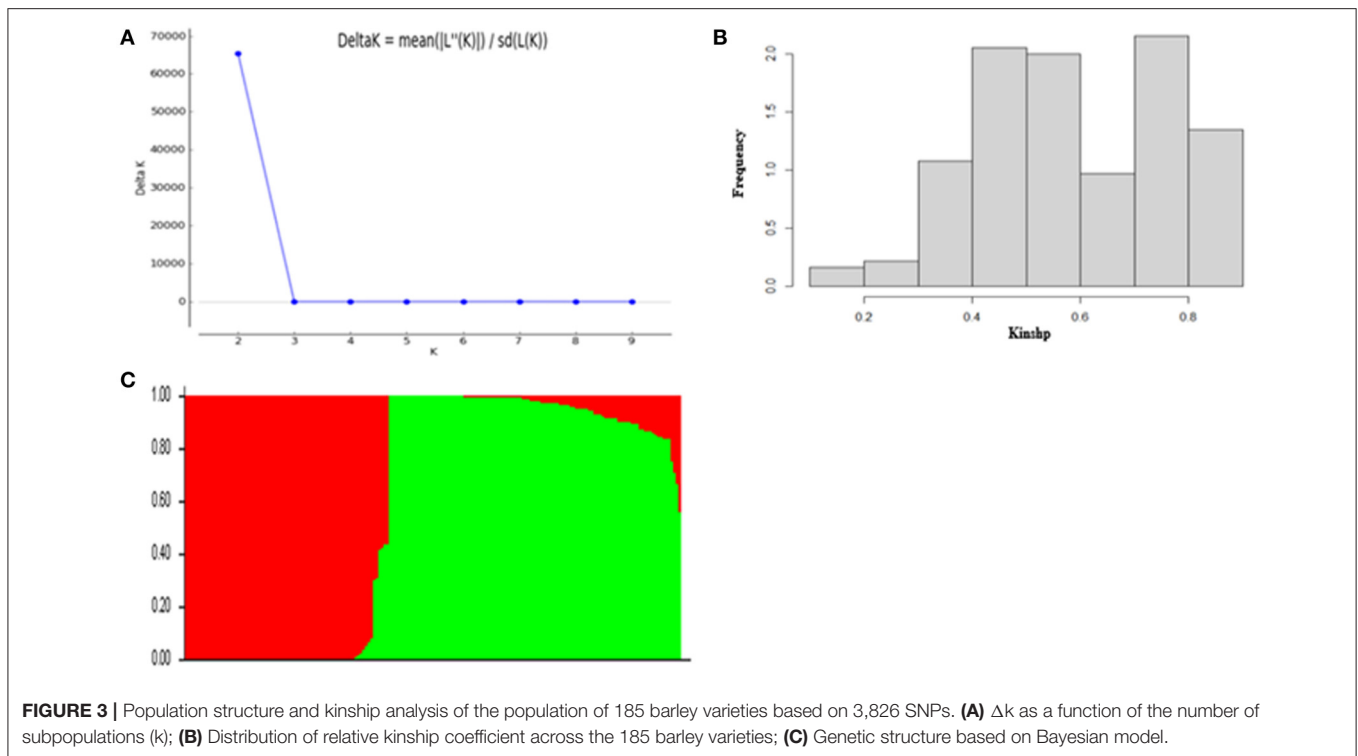 A
DeltaK = mean(|L''(K)|) / sd(L(K))
70000
60000
50000
40000
30000
20000
10000
0
Delta K
2 3 4 5 6 7 8 9
K
B
2.0
1.5
1.0
0.5
0.0
Frequency
0.2 0.4 0.6 0.8
Kinshp
C
1.00
0.80
0.60
0.40
0.20
0.00
FIGURE 3 | Population structure and kinship analysis of the population of 185 barley varieties based on 3,826 SNPs. (A) Δk as a function of the number of
subpopulations (k); (B) Distribution of relative kinship coefficient across the 185 barley varieties; (C) Genetic structure based on Bayesian model.